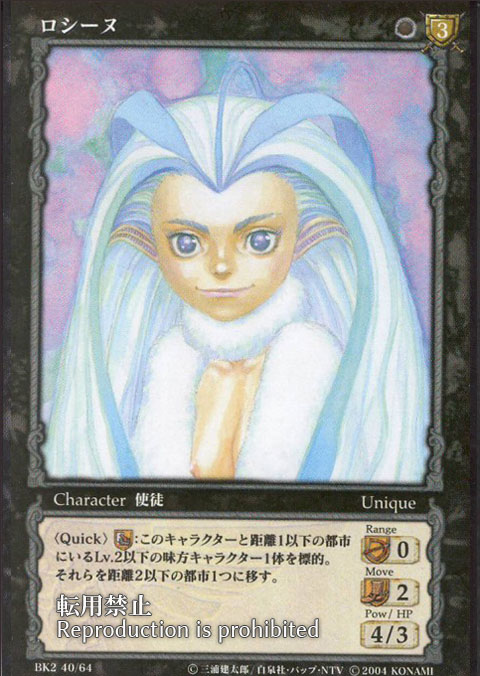 ロシーヌ
3
Character 使徒
Unique
〈Quick〉:このキャラクターと距離1以下の都市
にいるLv.2以下の味方キャラクター1体を標的。
それらを距離2以下の都市1つに移す。
Range
0
Move
2
Pow/HP
4/3
転用禁止
Reproduction is prohibited
BK2 40/64
©三浦建太郎/白泉社・バップ・NTV ©2004 KONAMI